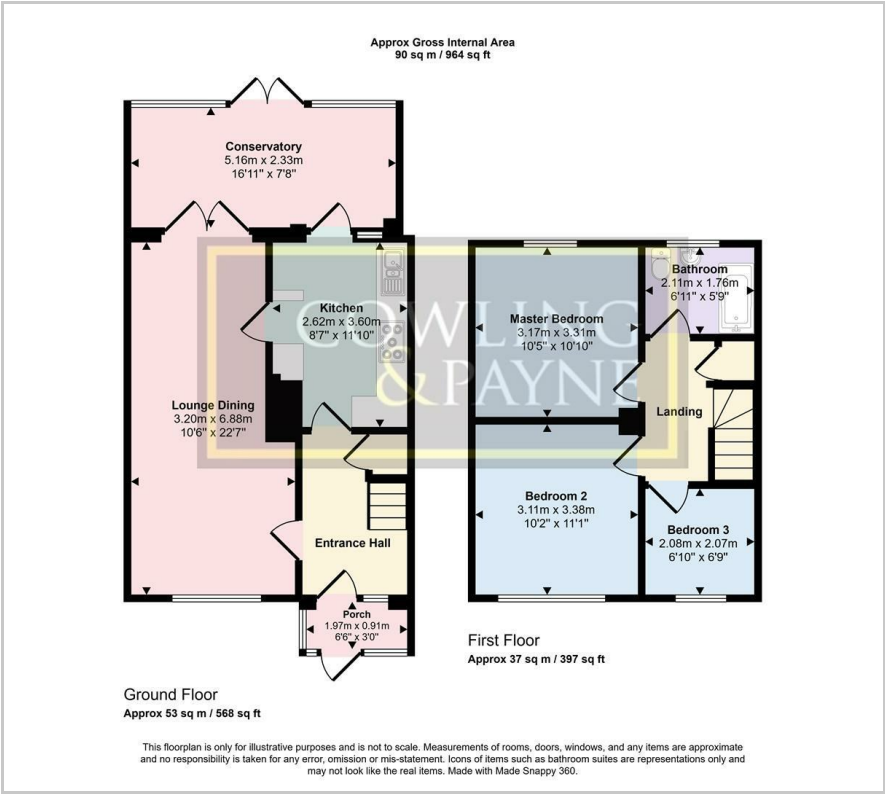 Approx Gross Internal Area
90 sq m / 964 sq ft
Conservatory
5.16m x 2.33m
16'11" x 7'8"
Kitchen
2.62m x 3.60m
8'7" x 11'10"
Lounge Dining
3.20m x 6.88m
10'6" x 22'7"
Entrance Hall
Porch
1.97m x 0.91m
6'6" x 3'0"
Ground Floor
Approx 53 sq m / 568 sq ft
Bathroom
2.11m x 1.76m
6'11" x 5'9"
Master Bedroom
3.17m x 3.31m
10'5" x 10'10"
Landing
Bedroom 2
3.11m x 3.38m
10'2" x 11'1"
Bedroom 3
2.08m x 2.07m
6'10" x 6'9"
First Floor
Approx 37 sq m / 397 sq ft
COWLING
&PAYNE
This floorplan is only for illustrative purposes and is not to scale. Measurements of rooms, doors, windows, and any items are approximate
and no responsibility is taken for any error, omission or mis-statement. Icons of items such as bathroom suites are representations only and
may not look like the real items. Made with Made Snappy 360.